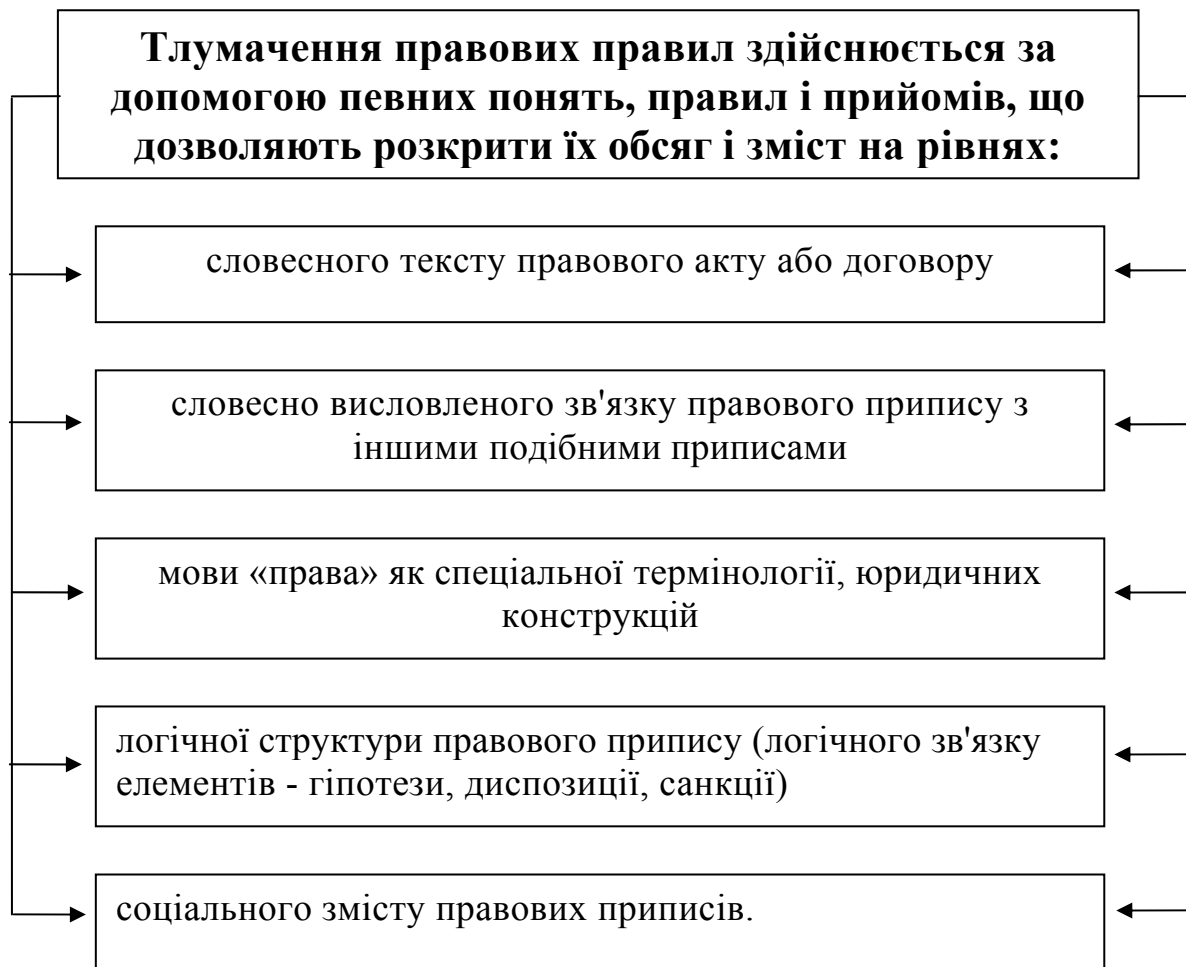 Тлумачення правових правил здійснюється за
допомогою певних понять, правил і прийомів, що
дозволяють розкрити їх обсяг і зміст на рівнях:
словесного тексту правового акту або договору
словесно висловленого зв'язку правового припису з
іншими подібними приписами
мови «права» як спеціальної термінології, юридичних
конструкцій
логічної структури правового припису (логічного зв'язку
елементів - гіпотези, диспозиції, санкції)
соціального змісту правових приписів.